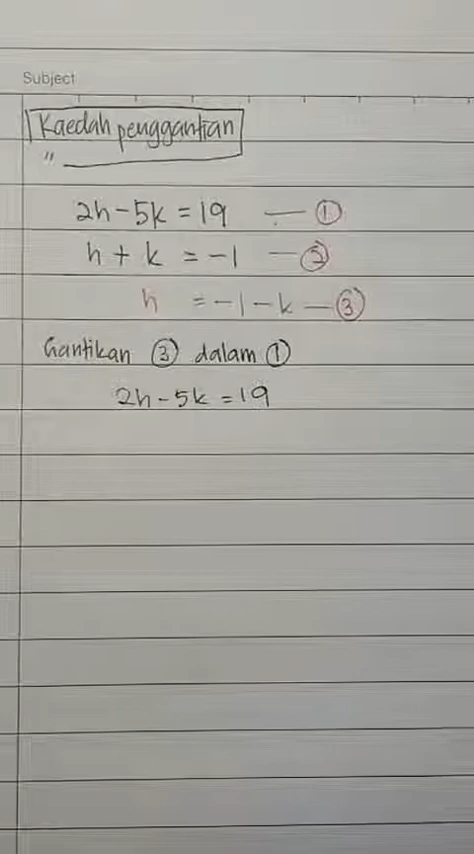 Subject
Kaedah penggantian
"
2h - 5k = 19 — ①
h + k = -1 — ②
h = -1 - k — ③
Gantikan ③ dalam ①
2h - 5k = 19